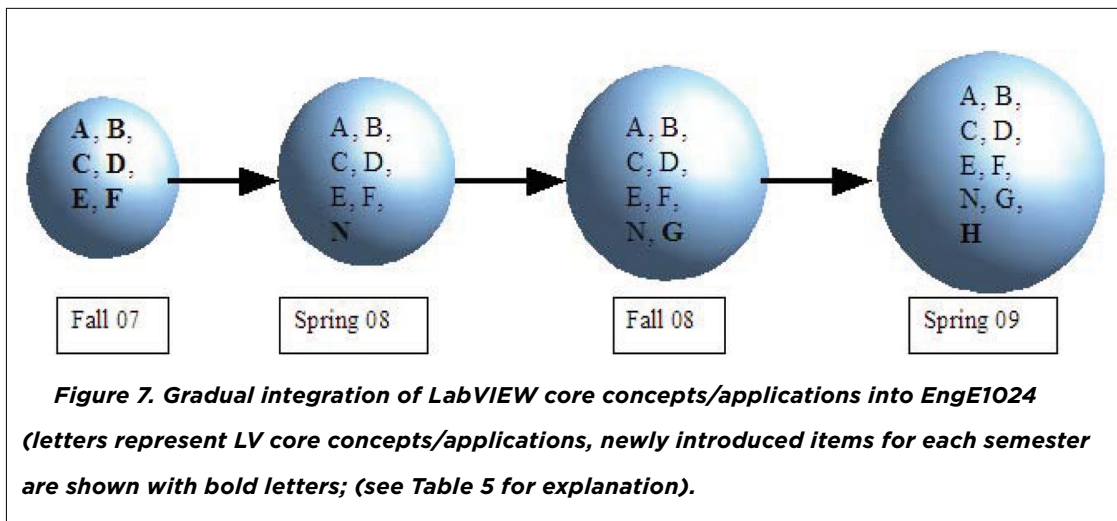 A, B,
C, D,
E, F
A, B,
C, D,
E, F,
N
A, B,
C, D,
E, F,
N, G
A, B,
C, D,
E, F,
N, G,
H
Fall 07
Spring 08
Fall 08
Spring 09
Figure 7. Gradual integration of LabVIEW core concepts/applications into EngE1024
(letters represent LV core concepts/applications, newly introduced items for each semester
are shown with bold letters; (see Table 5 for explanation).